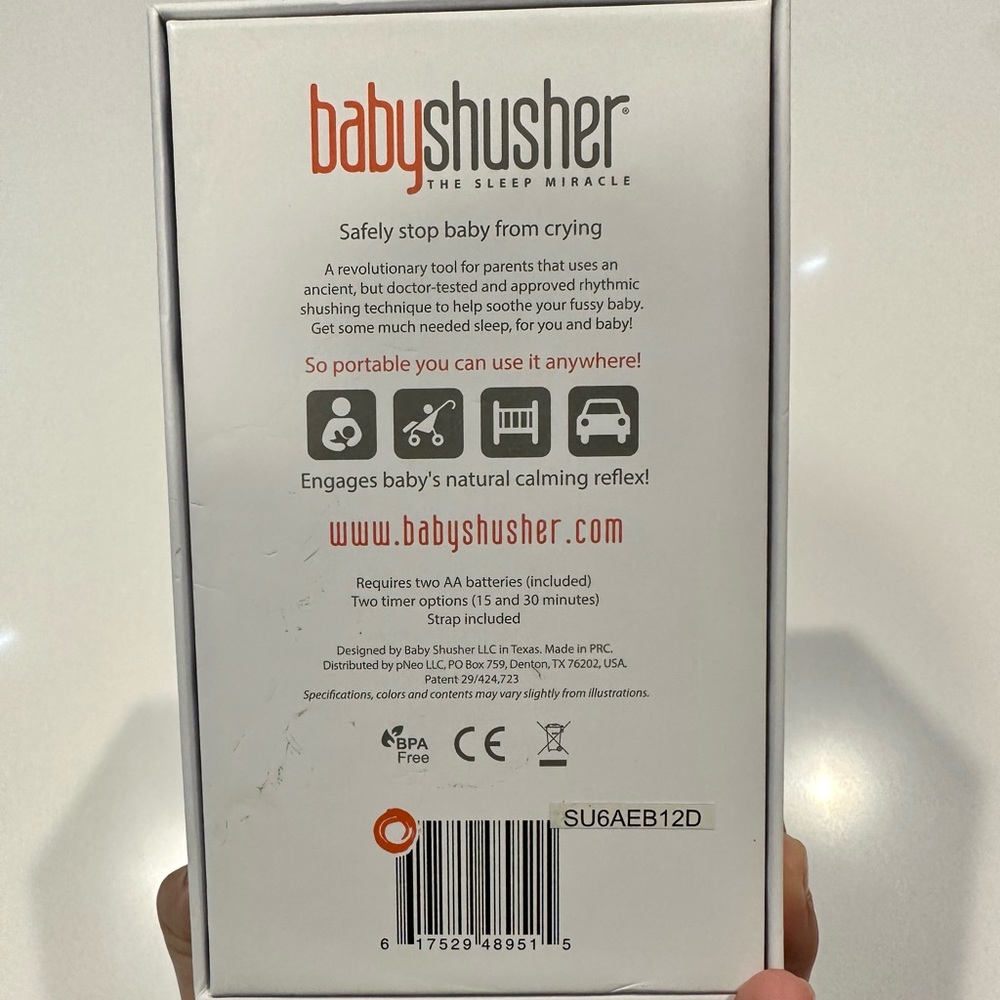 babyshusher®
THE SLEEP MIRACLE
Safely stop baby from crying
A revolutionary tool for parents that uses an
ancient, but doctor-tested and approved rhythmic
shushing technique to help soothe your fussy baby.
Get some much needed sleep, for you and baby!
So portable you can use it anywhere!
Engages baby's natural calming reflex!
www.babyshusher.com
Requires two AA batteries (included)
Two timer options (15 and 30 minutes)
Strap included
Designed by Baby Shusher LLC in Texas. Made in PRC.
Distributed by pNeo LLC, PO Box 759, Denton, TX 76202, USA.
Patent 29/424,723
Specifications, colors and contents may vary slightly from illustrations.
BPA
Free
CE
SU6AEB12D
6 17529 48951 5